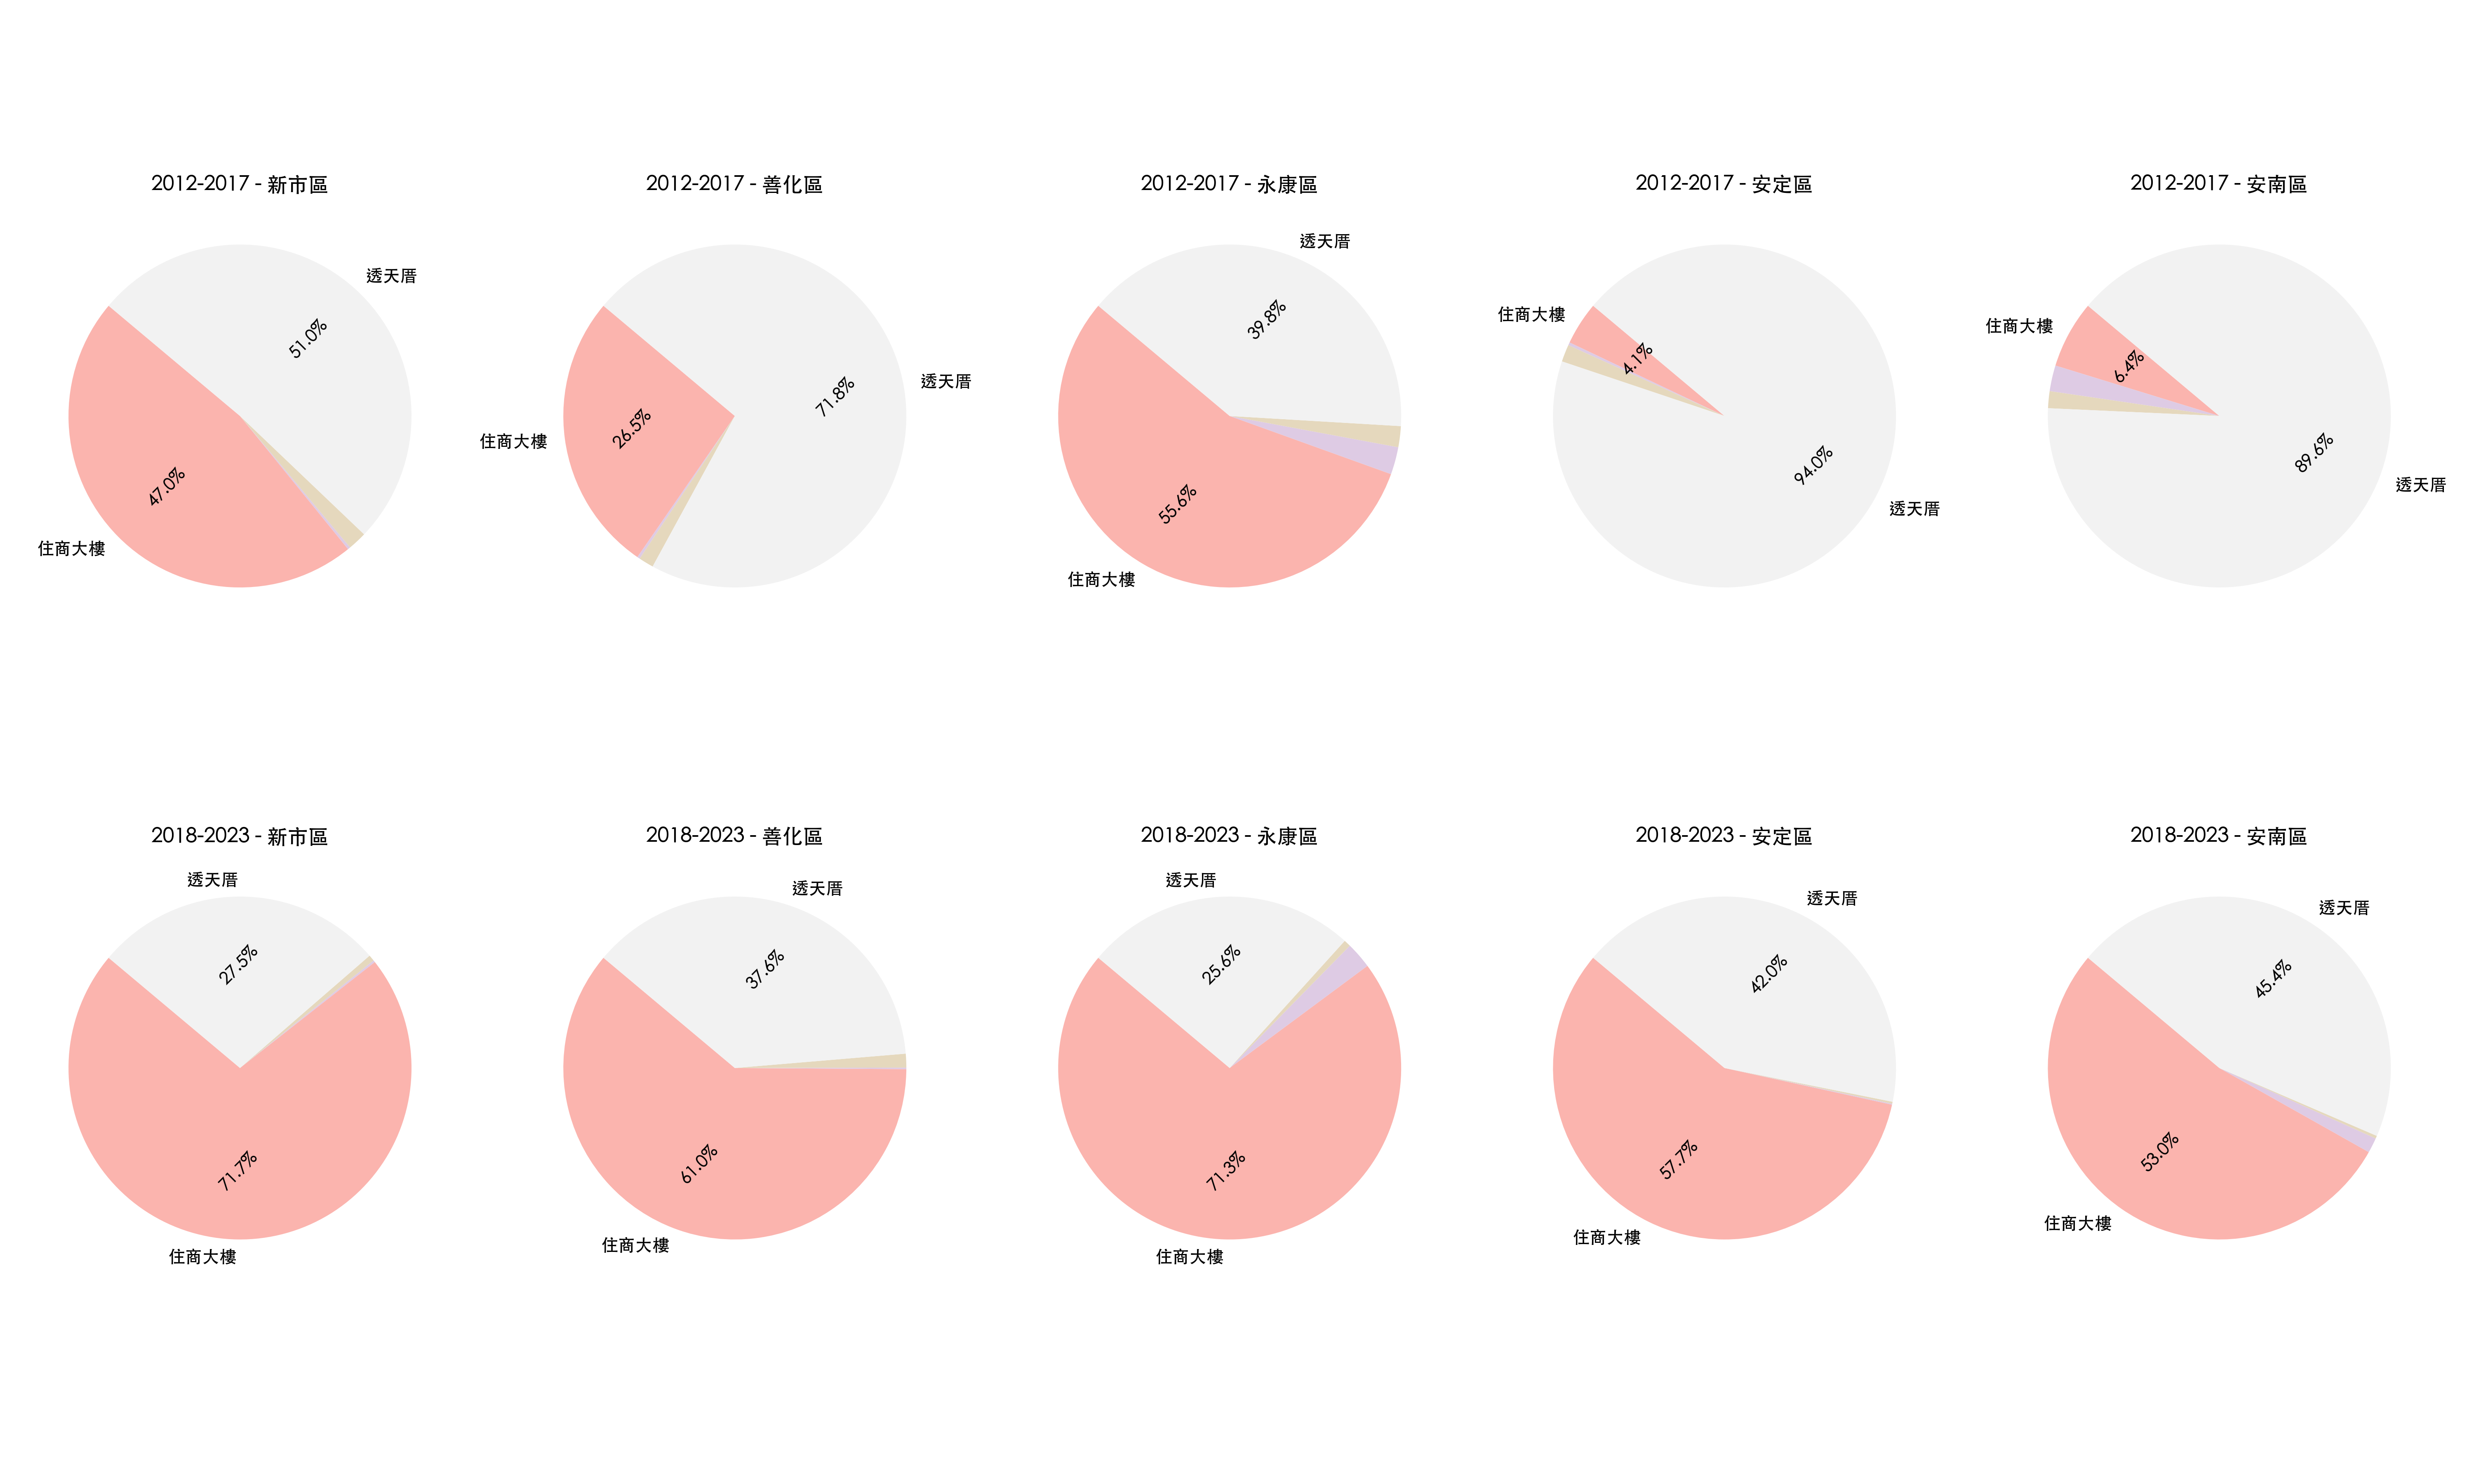 2012-2017 - 新市區
透天厝
51.0%
47.0%
住商大樓
2012-2017 - 善化區
透天厝
71.8%
26.5%
住商大樓
2012-2017 - 永康區
透天厝
39.8%
55.6%
住商大樓
2012-2017 - 安定區
住商大樓
4.1%
94.0%
透天厝
2012-2017 - 安南區
住商大樓
6.4%
89.6%
透天厝
2018-2023 - 新市區
透天厝
27.5%
71.7%
住商大樓
2018-2023 - 善化區
透天厝
37.6%
61.0%
住商大樓
2018-2023 - 永康區
透天厝
25.6%
71.3%
住商大樓
2018-2023 - 安定區
透天厝
42.0%
57.7%
住商大樓
2018-2023 - 安南區
透天厝
45.4%
53.0%
住商大樓